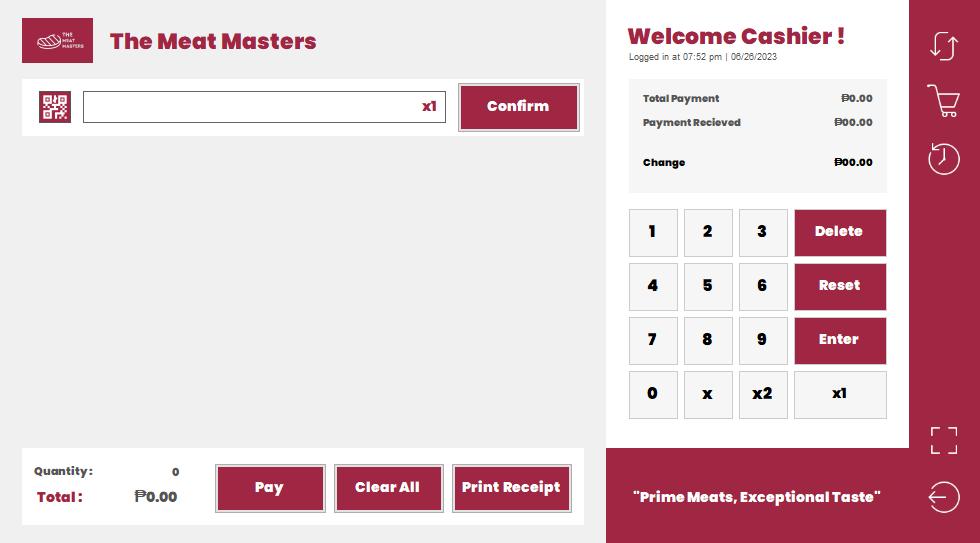 THE
MEAT
MASTERS
The Meat Masters
x1
Confirm
Quantity :
0
Total :
₱0.00
Pay
Clear All
Print Receipt
Welcome Cashier !
Logged in at 07:52 pm | 06/26/2023
Total Payment
₱0.00
Payment Recieved
₱00.00
Change
₱00.00
1
2
3
Delete
4
5
6
Reset
7
8
9
Enter
0
x
x2
x1
"Prime Meats, Exceptional Taste"